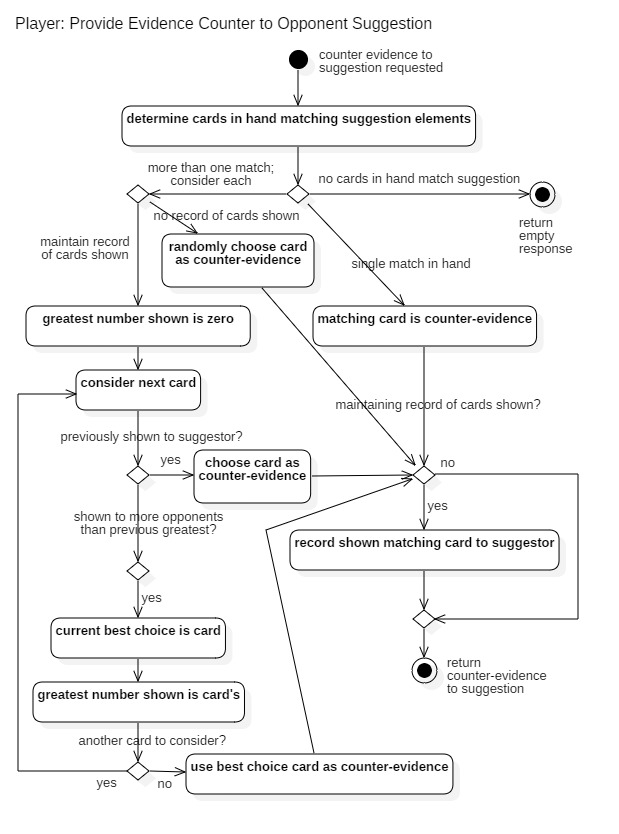 Player: Provide Evidence Counter to Opponent Suggestion
counter evidence to
suggestion requested
determine cards in hand matching suggestion elements
more than one match;
consider each
no cards in hand match suggestion
no record of cards shown
return
empty
response
maintain record
of cards shown
randomly choose card
as counter-evidence
single match in hand
greatest number shown is zero
matching card is counter-evidence
consider next card
maintaining record of cards shown?
previously shown to suggestor?
yes
choose card as
counter-evidence
no
yes
shown to more opponents
than previous greatest?
record shown matching card to suggestor
yes
current best choice is card
return
counter-evidence
to suggestion
greatest number shown is card's
another card to consider?
yes
no
use best choice card as counter-evidence